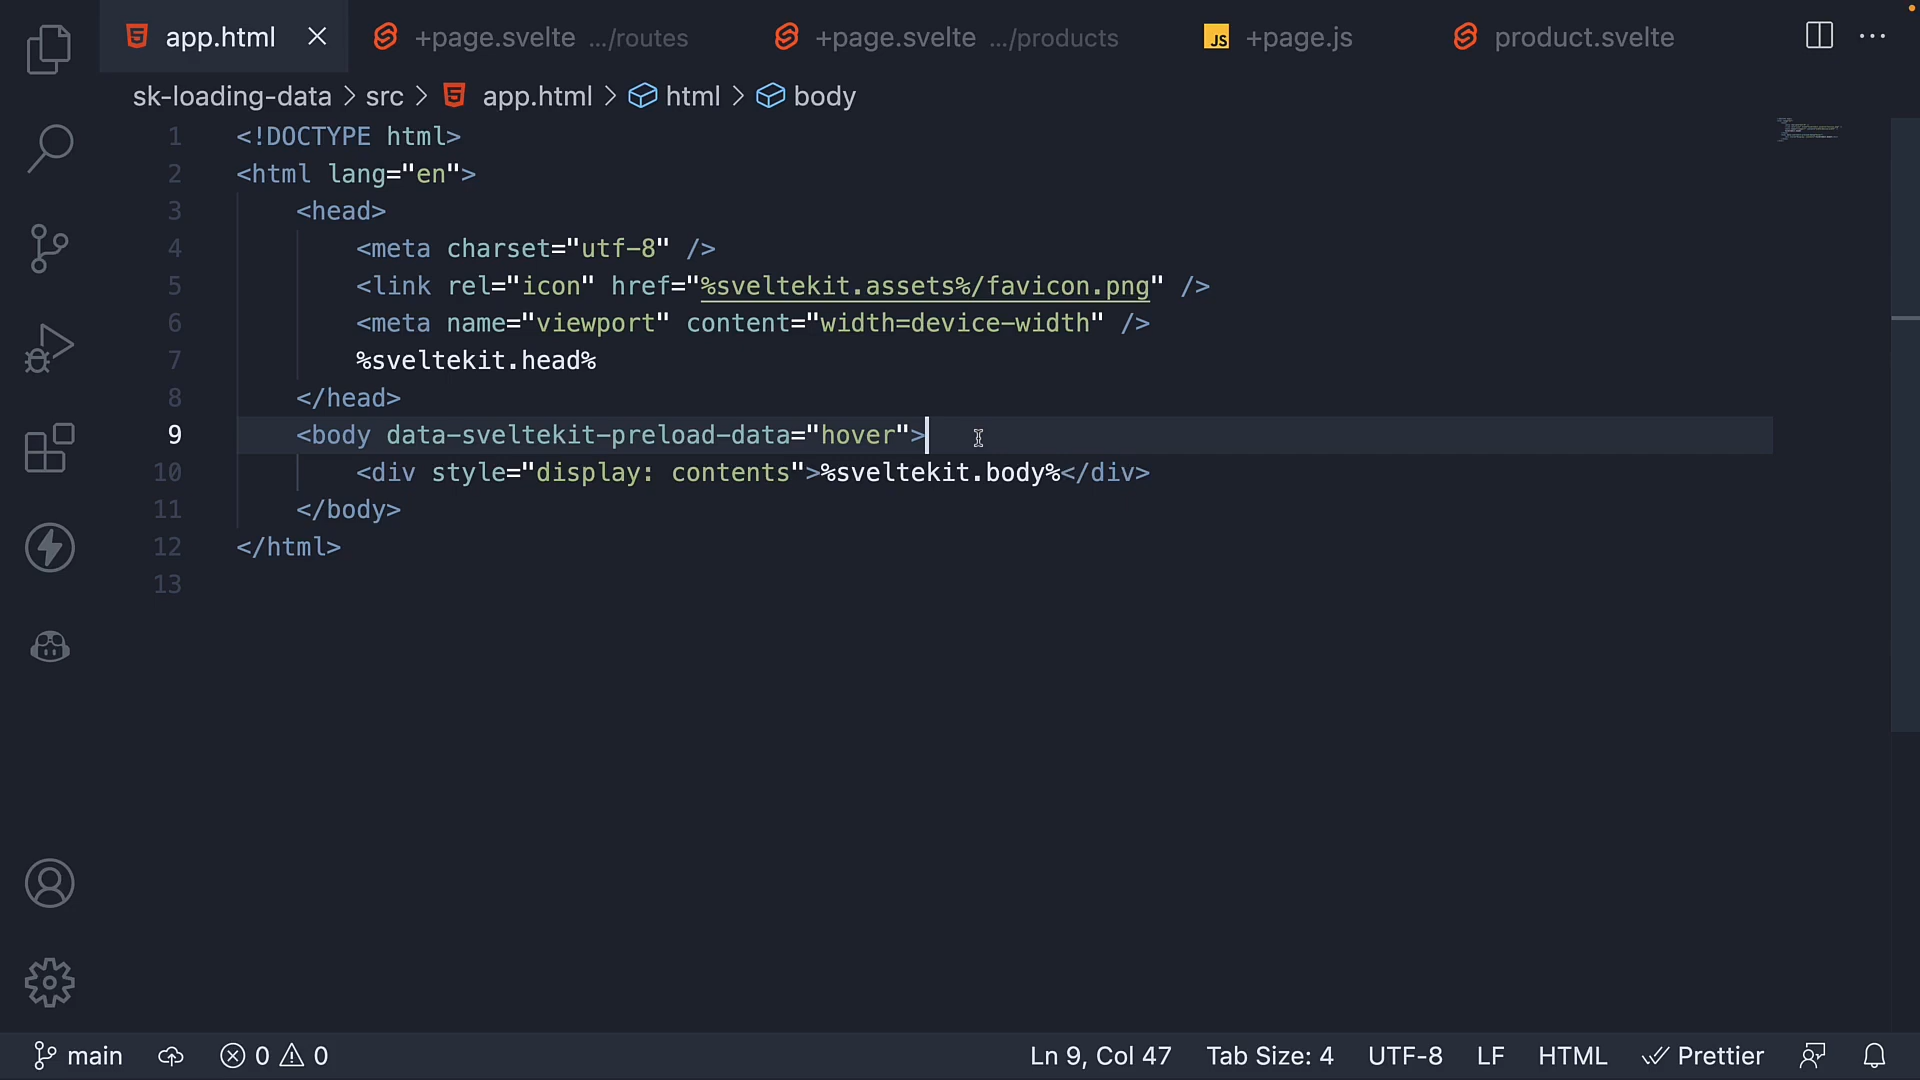 app.html
+page.svelte .../routes
+page.svelte .../products
JS +page.js
product.svelte
sk-loading-data > src > app.html > html > body
1 <!DOCTYPE html>
2 <html lang="en">
3 <head>
4 <meta charset="utf-8" />
5 <link rel="icon" href="%sveltekit.assets%/favicon.png" />
6 <meta name="viewport" content="width=device-width" />
7 %sveltekit.head%
8 </head>
9 <body data-sveltekit-preload-data="hover">
10 <div style="display: contents">%sveltekit.body%</div>
11 </body>
12 </html>
13
main 0 0 Ln 9, Col 47 Tab Size: 4 UTF-8 LF HTML Prettier